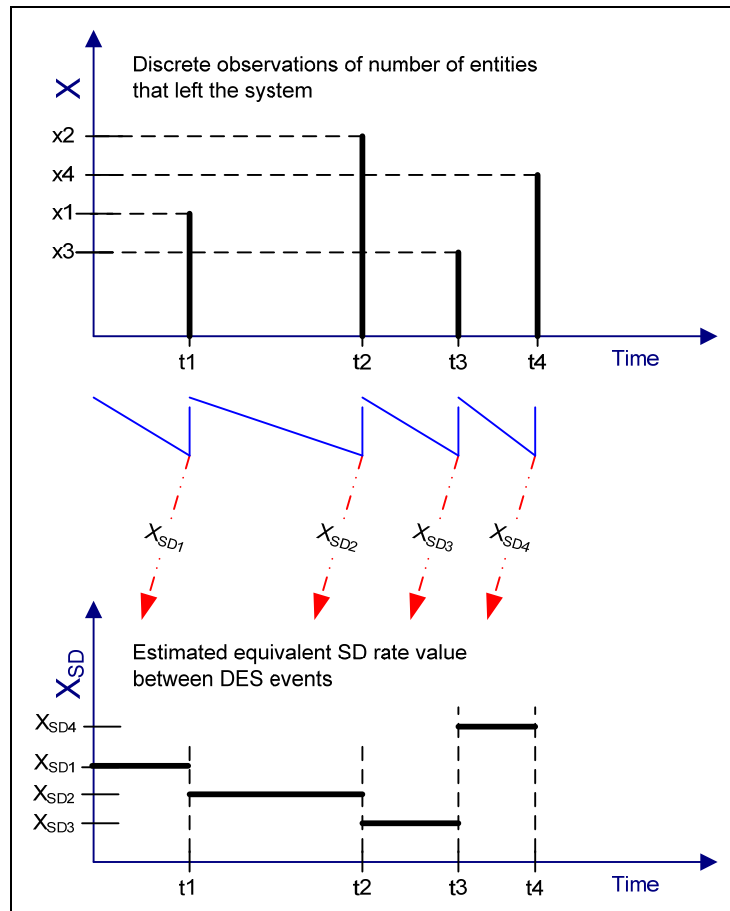 Discrete observations of number of entities
that left the system
X
x2
x4
x1
x3
t1 t2 t3 t4 Time
XSD1 XSD2 XSD3 XSD4
Estimated equivalent SD rate value
between DES events
XSD
XSD4
XSD1
XSD2
XSD3
t1 t2 t3 t4 Time